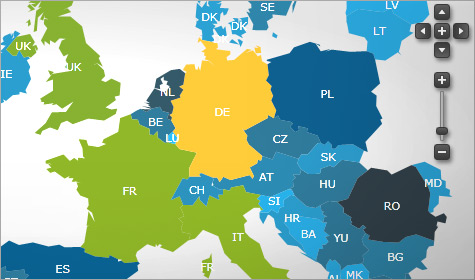 DK
DK
SE
LV
LT
UK
UK
IE
NL
BE
LU
DE
PL
CZ
SK
FR
CH
AT
HU
MD
SI
HR
BA
RO
IT
YU
BG
ES
FR
MK